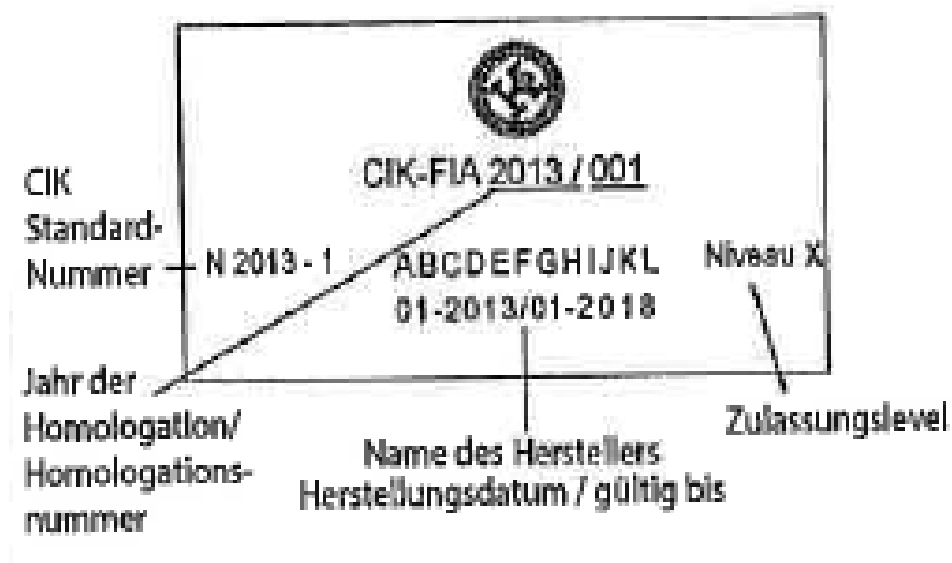 CIK-FIA 2013 / 001
CIK
Standard-
Nummer
N 2013 - 1
ABCDEFGHIJKL
Niveau X
01-2013/01-2018
Jahr der
Homologation/
Homologations-
nummer
Name des Herstellers
Herstellungsdatum / gültig bis
Zulassungslevel